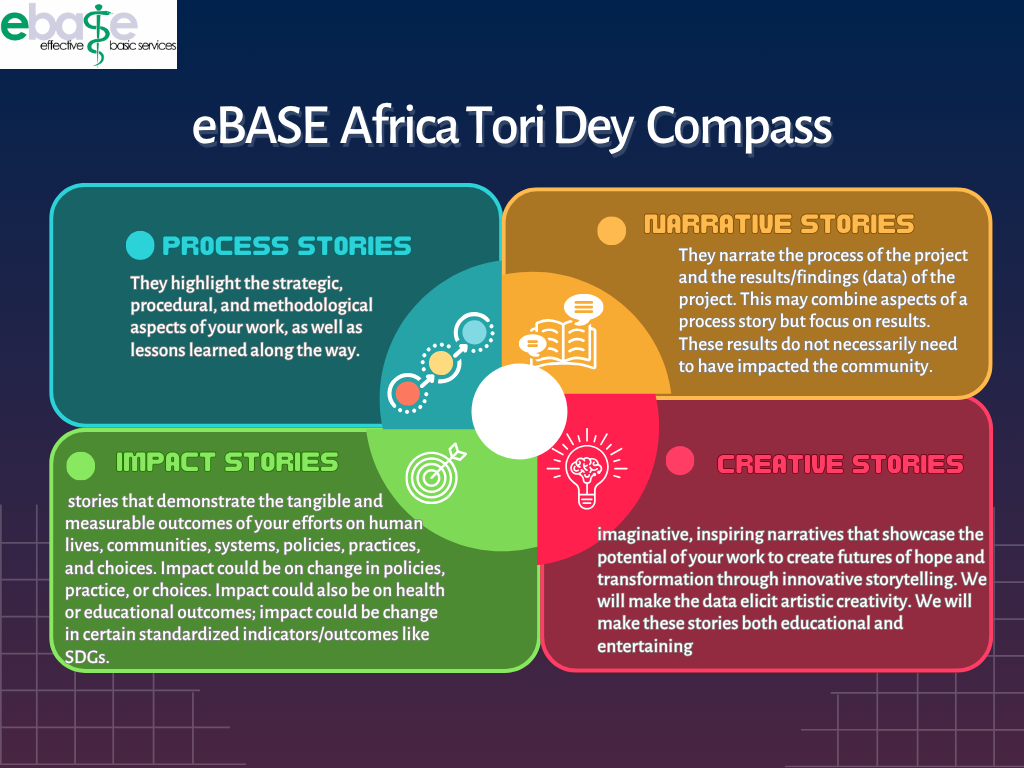 ebase
effective basic services
eBASE Africa Tori Dey Compass
PROCESS STORIES
They highlight the strategic,
procedural, and methodological
aspects of your work, as well as
lessons learned along the way.
NARRATIVE STORIES
They narrate the process of the project
and the results/findings (data) of the
project. This may combine aspects of a
process story but focus on results.
These results do not necessarily need
to have impacted the community.
IMPACT STORIES
stories that demonstrate the tangible and
measurable outcomes of your efforts on human
lives, communities, systems, policies, practices,
and choices. Impact could be on change in policies,
practice, or choices. Impact could also be on health
or educational outcomes; impact could be change
in certain standardized indicators/outcomes like
SDGs.
CREATIVE STORIES
imaginative, inspiring narratives that showcase the
potential of your work to create futures of hope and
transformation through innovative storytelling. We
will make the data elicit artistic creativity. We will
make these stories both educational and
entertaining